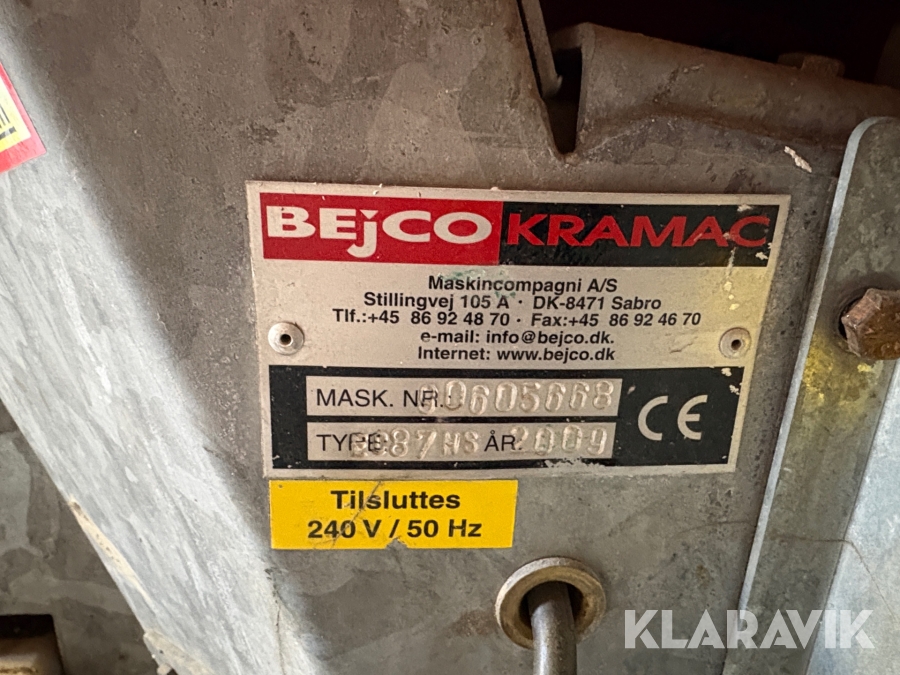 BEjCO KRAMAC
Maskincompagni A/S
Stillingvej 105 A · DK-8471 Sabro
Tlf.:+45 86 92 48 70 · Fax:+45 86 92 46 70
e-mail: info@bejco.dk.
Internet: www.bejco.dk
MASK. NR.
TYPE: ÅR. 2009
CE
Tilsluttes
240 V / 50 Hz
KLARAVIK